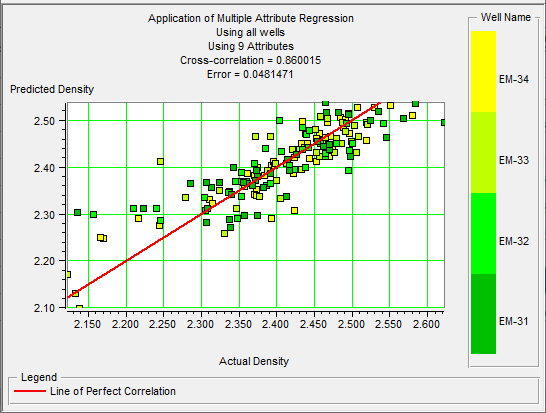 Application of Multiple Attribute Regression
Using all wells
Using 9 Attributes
Cross-correlation = 0.860015
Error = 0.0481471
Predicted Density
2.50
2.40
2.30
2.20
2.10
2.150 2.200 2.250 2.300 2.350 2.400 2.450 2.500 2.550 2.600
Actual Density
Well Name
EM-34
EM-33
EM-32
EM-31
Legend
Line of Perfect Correlation